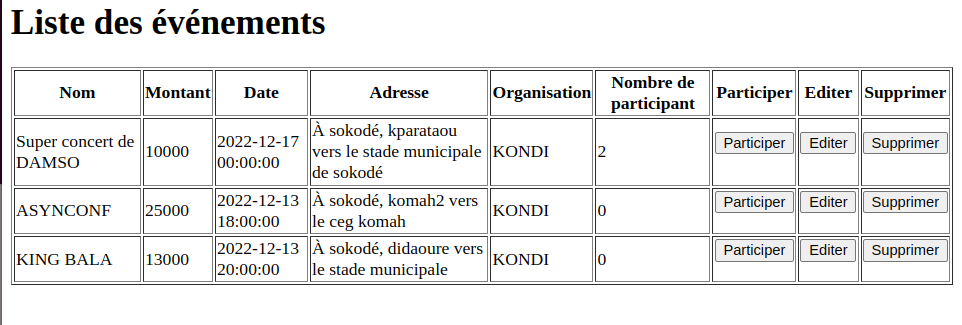 Liste des événements
Nom Montant Date Adresse Organisation Nombre de participant Participer Editer Supprimer
Super concert de DAMSO 10000 2022-12-17 00:00:00 À sokodé, kparataou vers le stade municipale de sokodé KONDI 2 Participer Editer Supprimer
ASYNCONF 25000 2022-12-13 18:00:00 À sokodé, komah2 vers le ceg komah KONDI 0 Participer Editer Supprimer
KING BALA 13000 2022-12-13 20:00:00 À sokodé, didaoure vers le stade municipale KONDI 0 Participer Editer Supprimer